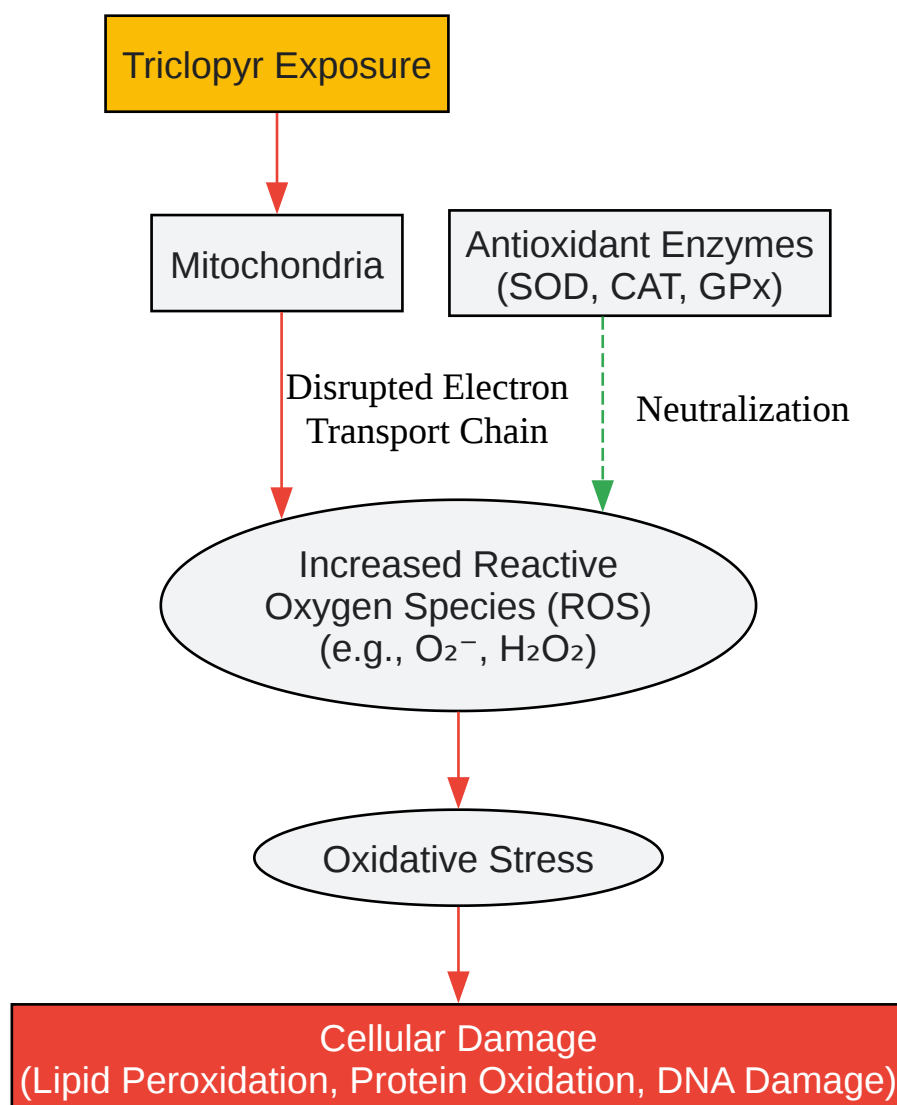 Triclopyr Exposure
Mitochondria
Antioxidant Enzymes
(SOD, CAT, GPx)
Disrupted Electron
Transport Chain
Neutralization
Increased Reactive
Oxygen Species (ROS)
(e.g., O₂⁻, H₂O₂)
Oxidative Stress
Cellular Damage
(Lipid Peroxidation, Protein Oxidation, DNA Damage)